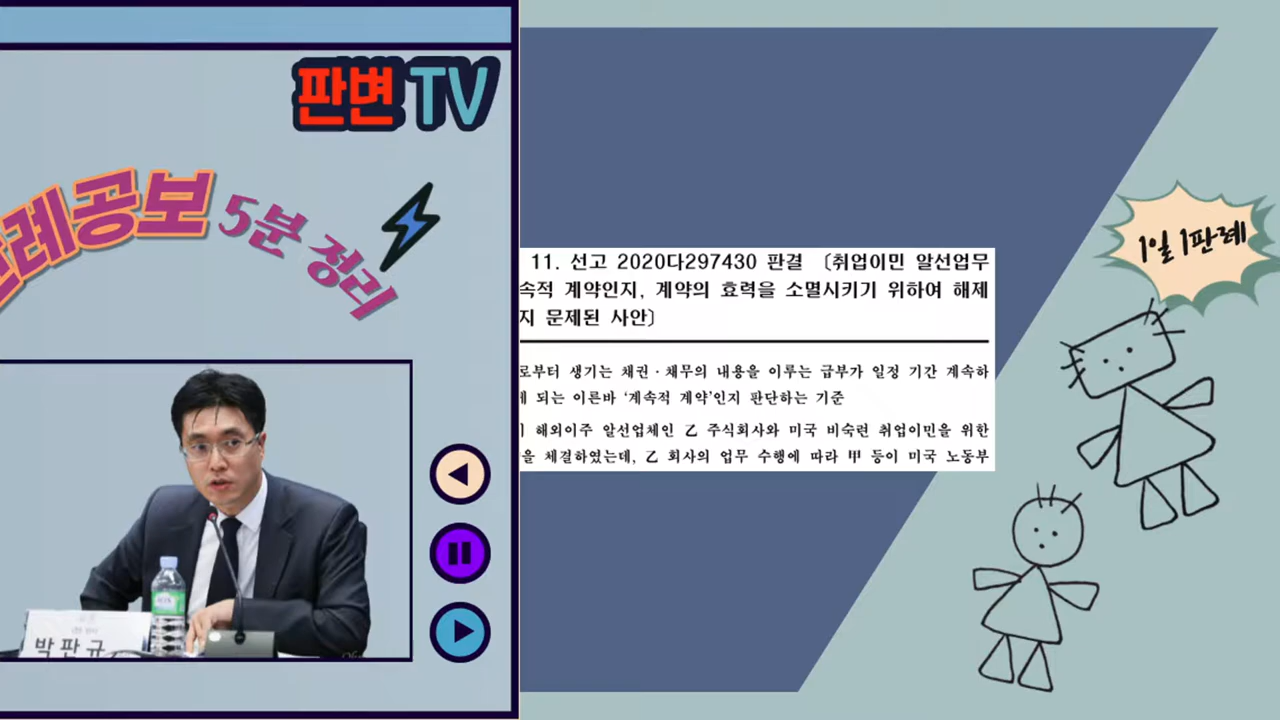 판변 TV
판례공보 5분 정리
박판규
11. 선고 2020다297430 판결 〔취업이민 알선업무
속적 계약인지, 계약의 효력을 소멸시키기 위하여 해제
지 문제된 사안〕
로부터 생기는 채권·채무의 내용을 이루는 급부가 일정 기간 계속하
게 되는 이른바 ‘계속적 계약’인지 판단하는 기준
해외이주 알선업체인 乙 주식회사와 미국 비숙련 취업이민을 위한
을 체결하였는데, 乙 회사의 업무 수행에 따라 甲 등이 미국 노동부
1일 1판례